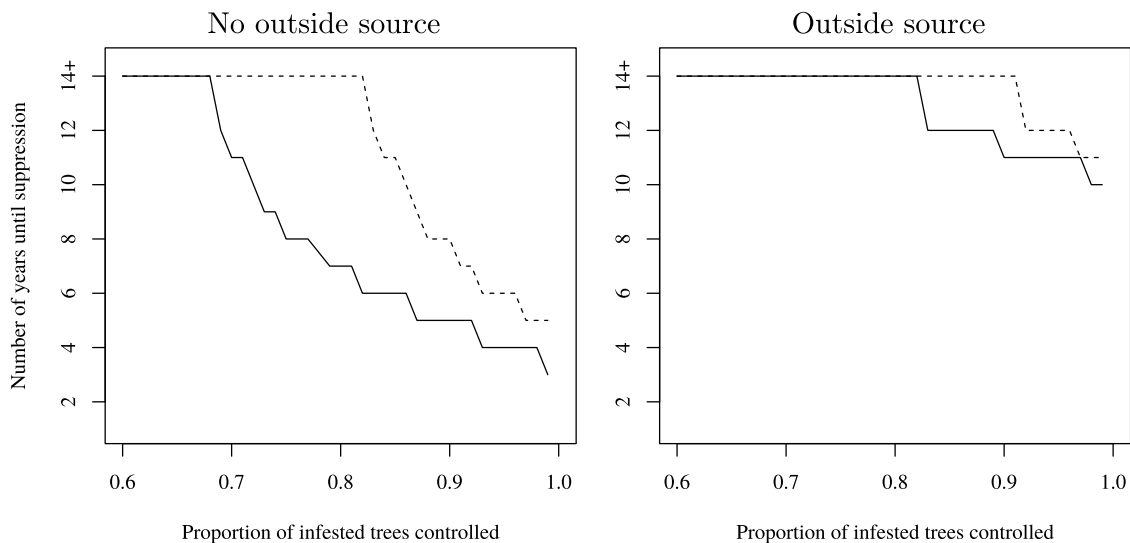 No outside source
Outside source
Number of years until suppression
14+
12
10
8
6
4
2
0.6 0.7 0.8 0.9 1.0
Proportion of infested trees controlled
14+
12
10
8
6
4
2
0.6 0.7 0.8 0.9 1.0
Proportion of infested trees controlled